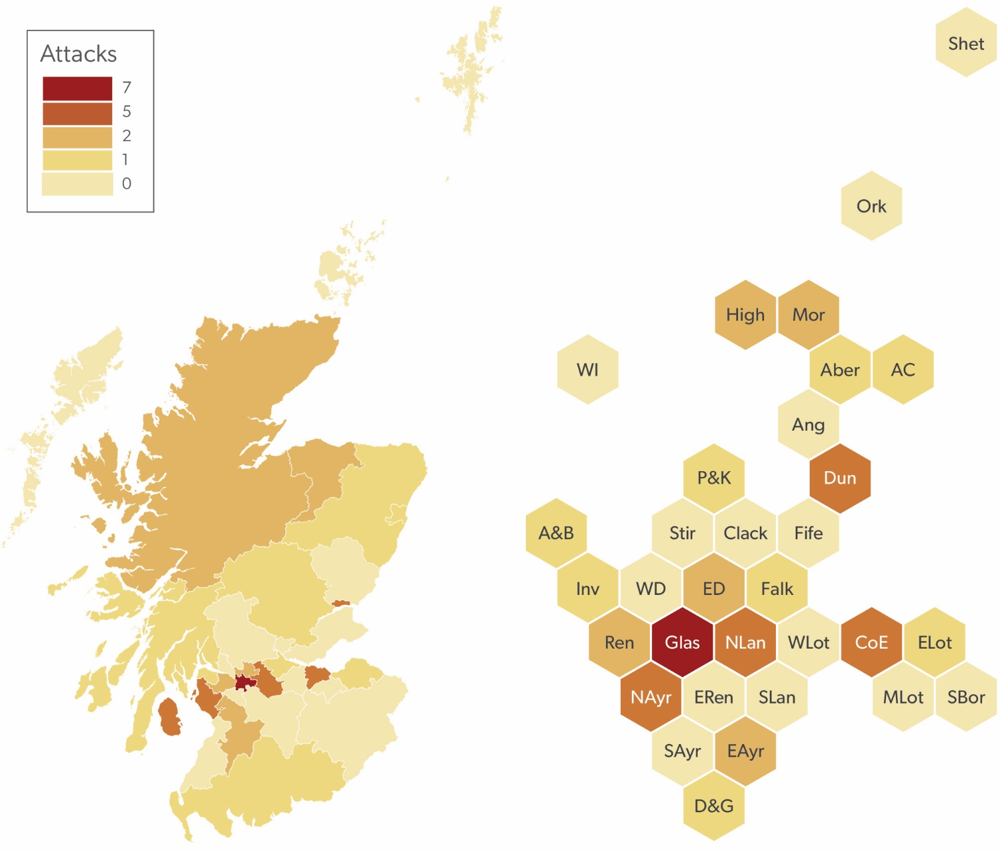 Attacks
7
5
2
1
0
Shet
Ork
High Mor
WI Aber AC
Ang
P&K Dun
A&B Stir Clack Fife
Inv WD ED Falk
Ren Glas NLan WLot CoE ELot
NAyr ERen SLan MLot SBor
SAyr EAyr
D&G